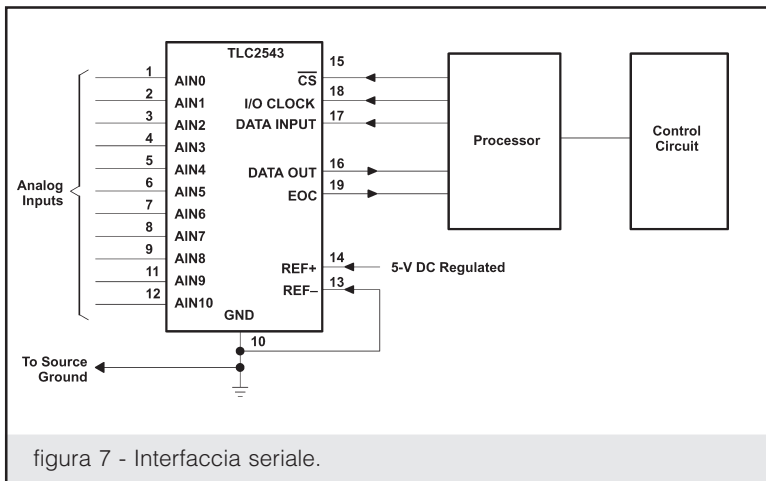 TLC2543
1 AIN0
2 AIN1
3 AIN2
4 AIN3
5 AIN4
6 AIN5
7 AIN6
8 AIN7
9 AIN8
11 AIN9
12 AIN10
Analog
Inputs
CS 15
I/O CLOCK 18
DATA INPUT 17
DATA OUT 16
EOC 19
REF+ 14
5-V DC Regulated
REF– 13
GND
10
To Source
Ground
Processor
Control
Circuit
figura 7 - Interfaccia seriale.